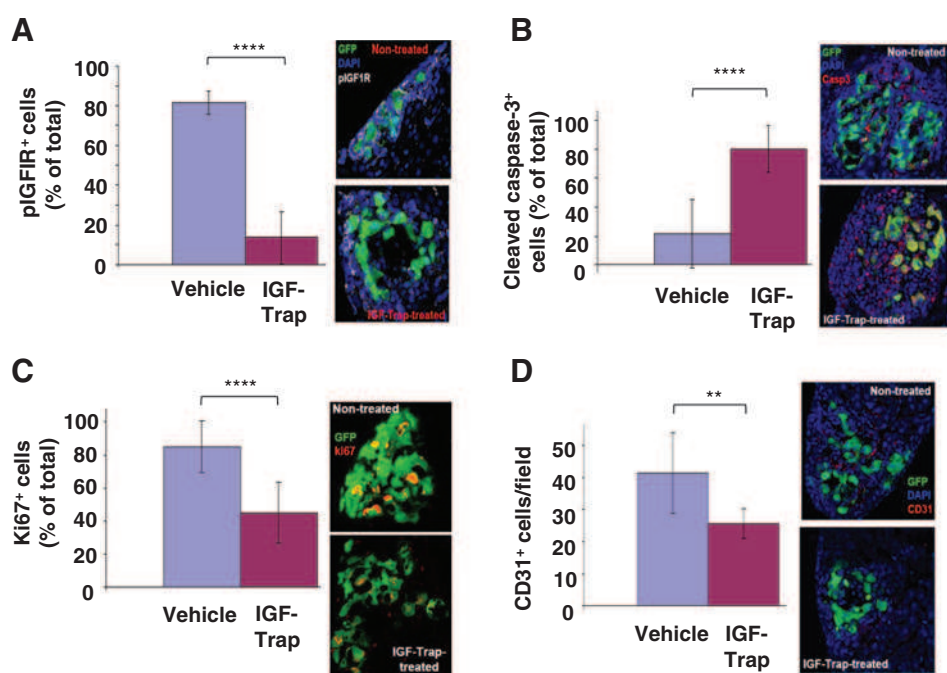 A
pIGFIR+ cells
(% of total)
100
80
60
40
20
0
****
Vehicle
IGF-
Trap
GFP
DAPI
pIGF1R
Non-treated
IGF-Trap-treated
B
Cleaved caspase-3+
cells (% of total)
100
80
60
40
20
0
****
Vehicle
IGF-
Trap
GFP
DAPI
Casp3
Non-treated
IGF-Trap-treated
C
Ki67+ cells
(% of total)
100
80
60
40
20
0
****
Vehicle
IGF-
Trap
Non-treated
GFP
ki67
IGF-Trap-
treated
D
CD31+ cells/field
50
40
30
20
10
0
**
Vehicle
IGF-
Trap
Non-treated
GFP
DAPI
CD31
IGF-Trap-treated